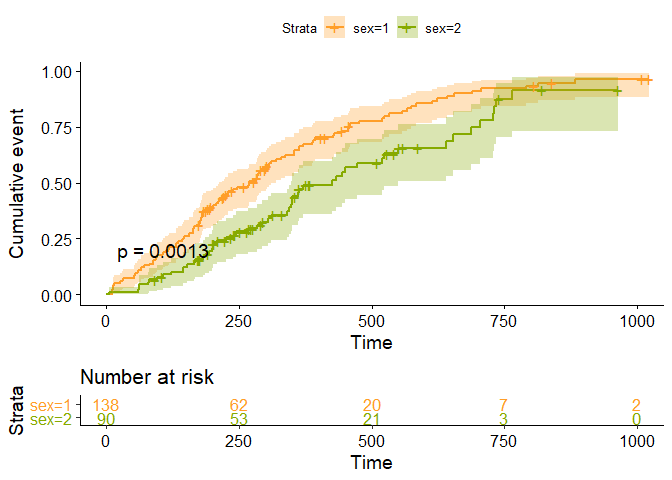 Strata sex=1 sex=2
Cumulative event
1.00
0.75
0.50
0.25
0.00
p = 0.0013
0 250 500 750 1000
Time
Number at risk
Strata
sex=1 138 62 20 7 2
sex=2 90 53 21 3 0
0 250 500 750 1000
Time